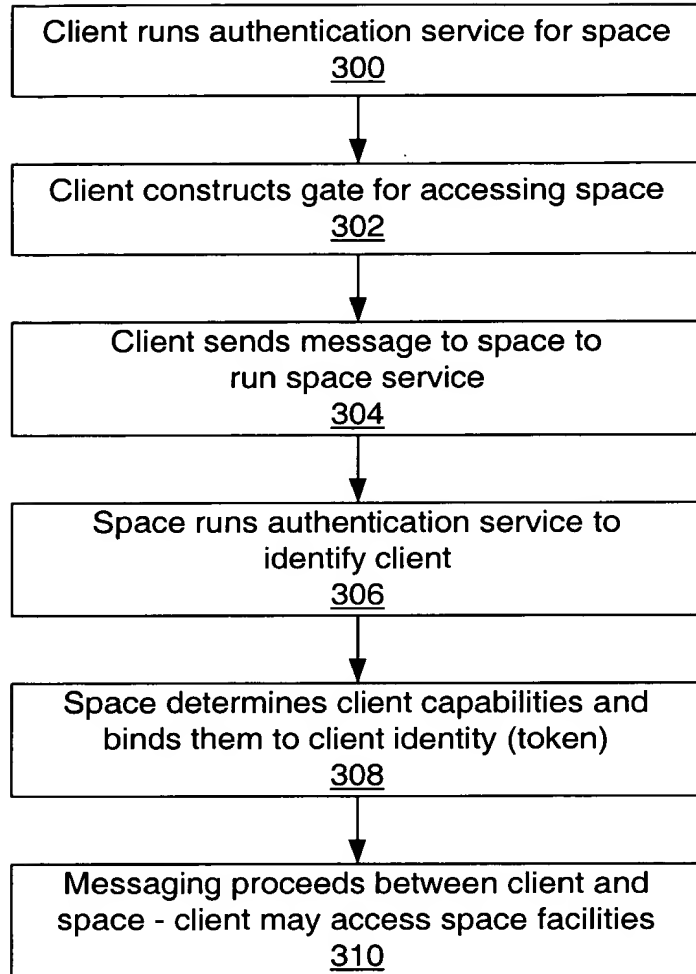 Client runs authentication service for space
300
Client constructs gate for accessing space
302
Client sends message to space to
run space service
304
Space runs authentication service to
identify client
306
Space determines client capabilities and
binds them to client identity (token)
308
Messaging proceeds between client and
space - client may access space facilities
310